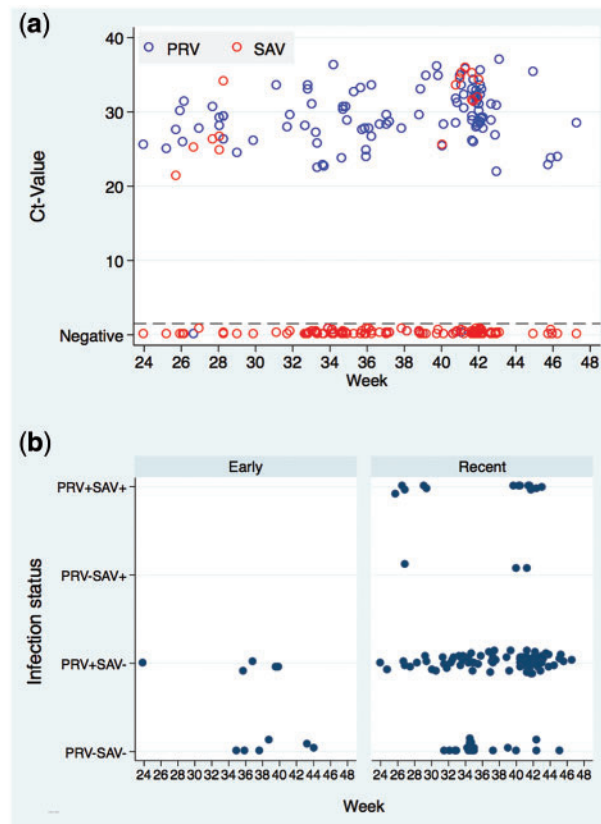 (a)
PRV SAV
40
30
20
10
Negative
Ct-Value
24 26 28 30 32 34 36 38 40 42 44 46 48
Week
(b)
Early Recent
PRV+SAV+
PRV-SAV+
PRV+SAV-
PRV-SAV-
Infection status
24 26 28 30 32 34 36 38 40 42 44 46 48 24 26 28 30 32 34 36 38 40 42 44 46 48
Week